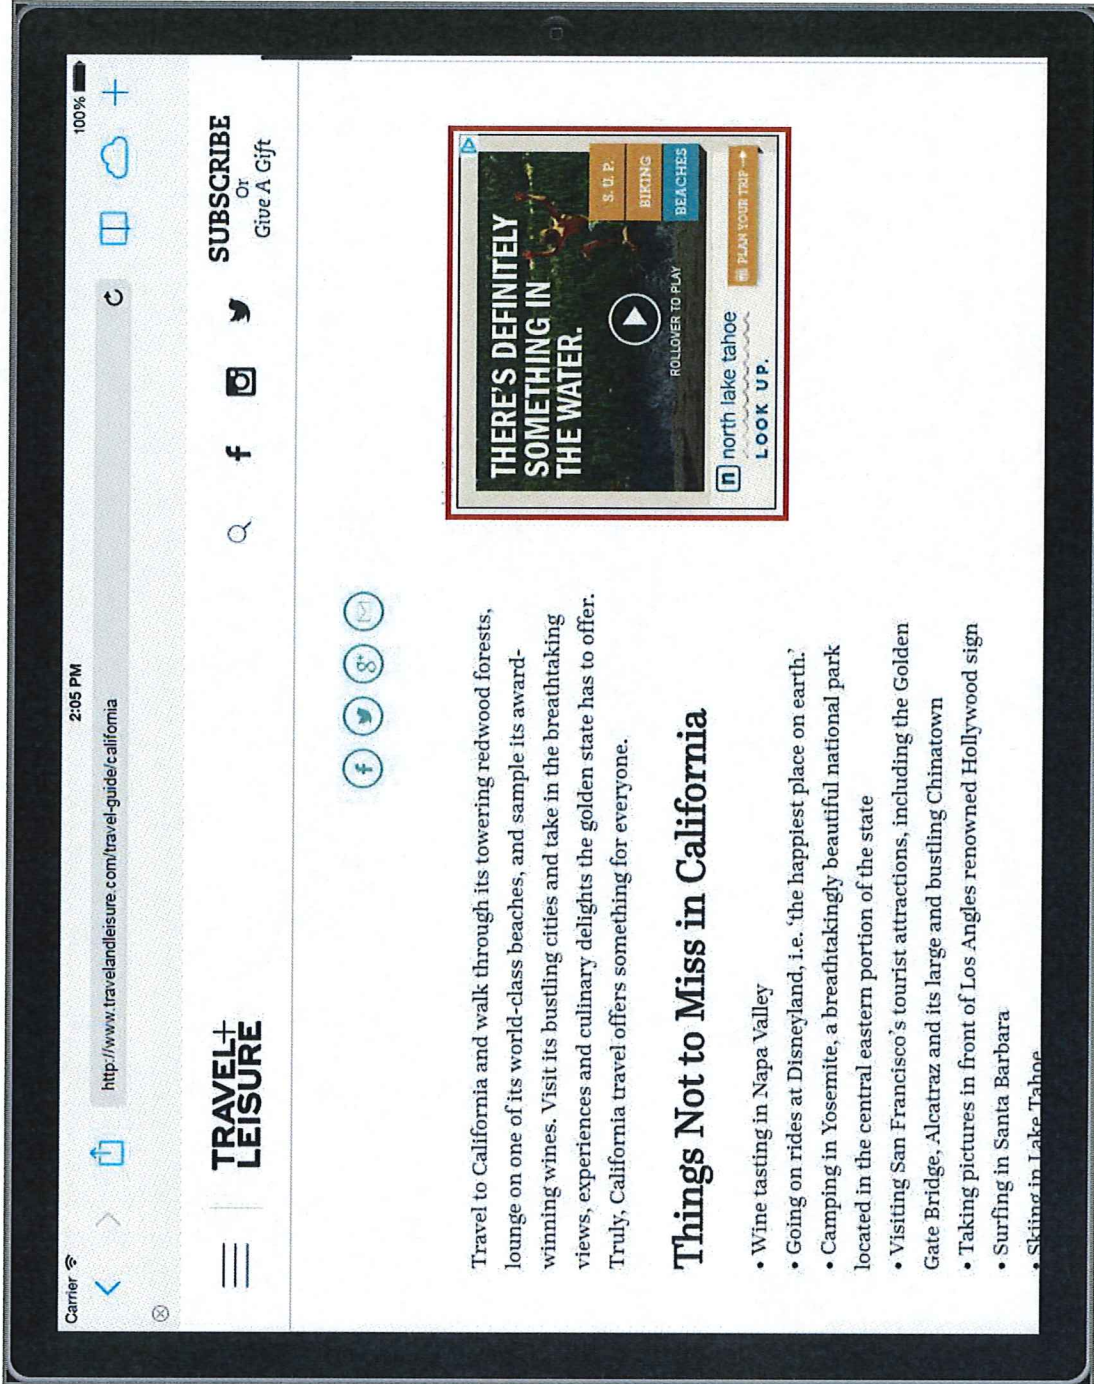 Carrier
2:05 PM
100%
http://www.travelandleisure.com/travel-guide/california
TRAVEL+
LEISURE
SUBSCRIBE
Or
Give A Gift
Travel to California and walk through its towering redwood forests,
lounge on one of its world-class beaches, and sample its award-
winning wines. Visit its bustling cities and take in the breathtaking
views, experiences and culinary delights the golden state has to offer.
Truly, California travel offers something for everyone.
Things Not to Miss in California
• Wine tasting in Napa Valley
• Going on rides at Disneyland, i.e. 'the happiest place on earth.'
• Camping in Yosemite, a breathtakingly beautiful national park
located in the central eastern portion of the state
• Visiting San Francisco's tourist attractions, including the Golden
Gate Bridge, Alcatraz and its large and bustling Chinatown
• Taking pictures in front of Los Angles renowned Hollywood sign
• Surfing in Santa Barbara
• Skiing in Lake Tahoe
THERE'S DEFINITELY
SOMETHING IN
THE WATER.
ROLLOVER TO PLAY
S. U. P.
BIKING
BEACHES
n north lake tahoe
LOOK UP.
PLAN YOUR TRIP →